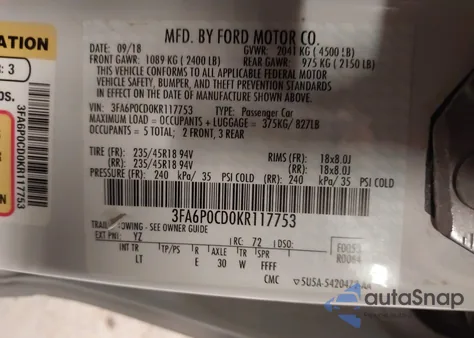 ATION
: 3
OS.
3FA6P0CD0KR117753
MFD. BY FORD MOTOR CO.
DATE: 09/18 GVWR: 2041 KG (4500 LB)
FRONT GAWR: 1089 KG (2400 LB) REAR GAWR: 975 KG (2150 LB)
THIS VEHICLE CONFORMS TO ALL APPLICABLE FEDERAL MOTOR
VEHICLE SAFETY, BUMPER, AND THEFT PREVENTION STANDARDS
IN EFFECT ON THE DATE OF MANUFACTURE SHOWN ABOVE.
VIN: 3FA6P0CD0KR117753 TYPE: Passenger Car
MAXIMUM LOAD = OCCUPANTS + LUGGAGE = 375KG/ 827LB
OCCUPANTS = 5 TOTAL; 2 FRONT, 3 REAR
TIRE (FR): 235/45R18 94V RIMS (FR): 18x8.0J
(RR): 235/45R18 94V (RR): 18x8.0J
PRESSURE (FR): 240 kPa/ 35 PSI COLD (RR): 240 kPa/ 35 PSI COLD
3FA6P0CD0KR117753
TOWING - SEE OWNER GUIDE
EXT PNT: YZ RC: 72 DSO:
INT TR TP/PS R AXLE TR SPR
LT E 30 W FFFF
CMC
autoSnap